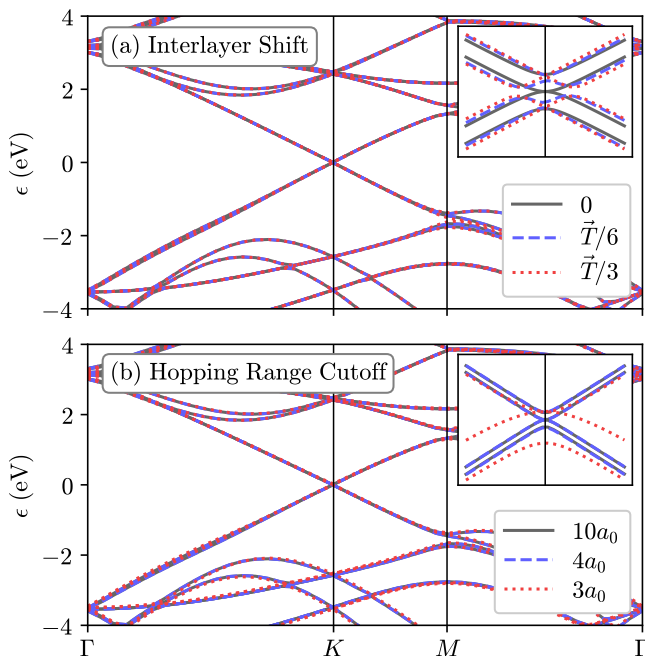 4
(a) Interlayer Shift
2
0
−2
−4
ϵ (eV)
0
T⃗/6
T⃗/3
4
(b) Hopping Range Cutoff
2
0
−2
−4
ϵ (eV)
10a₀
4a₀
3a₀
Γ K M Γ